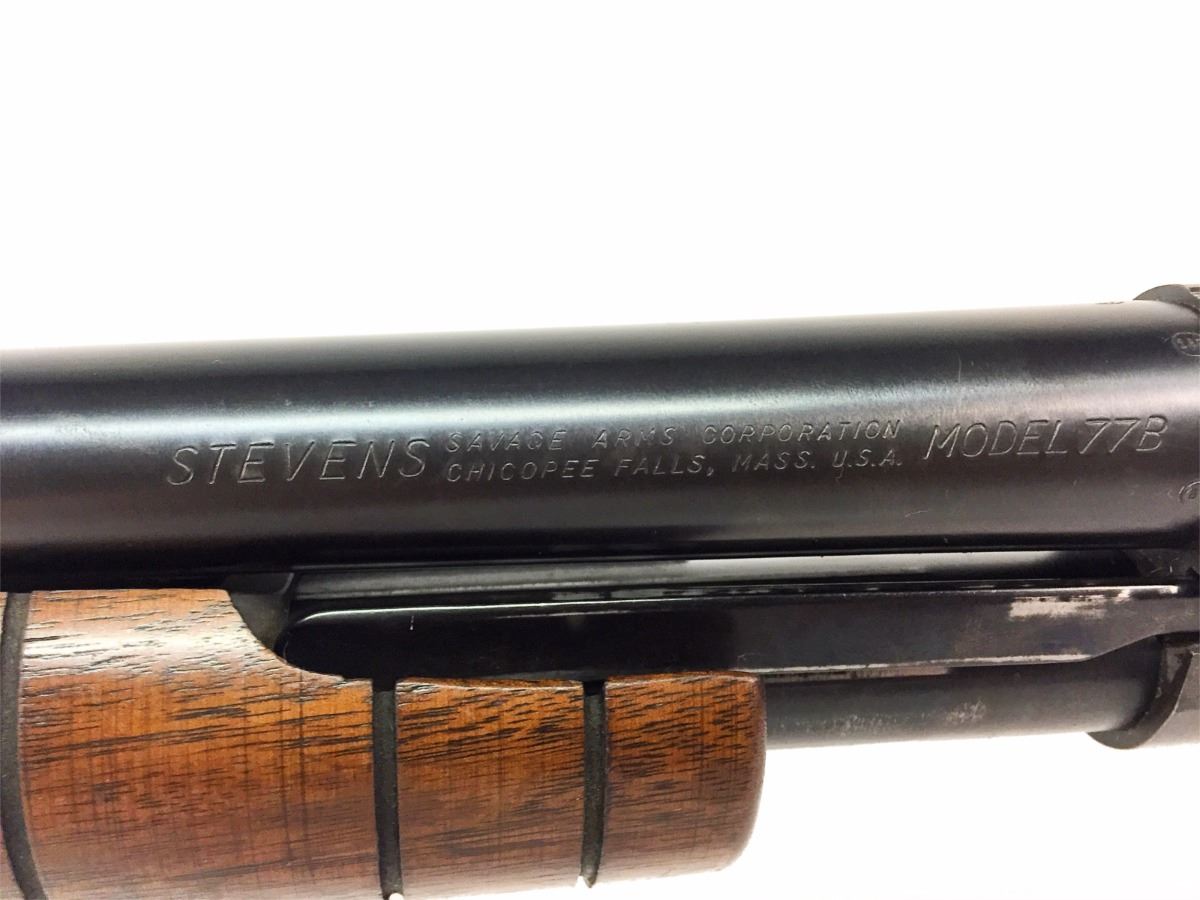 STEVENS
SAVAGE ARMS CORPORATION
CHICOPEE FALLS, MASS. U.S.A.
MODEL 77B